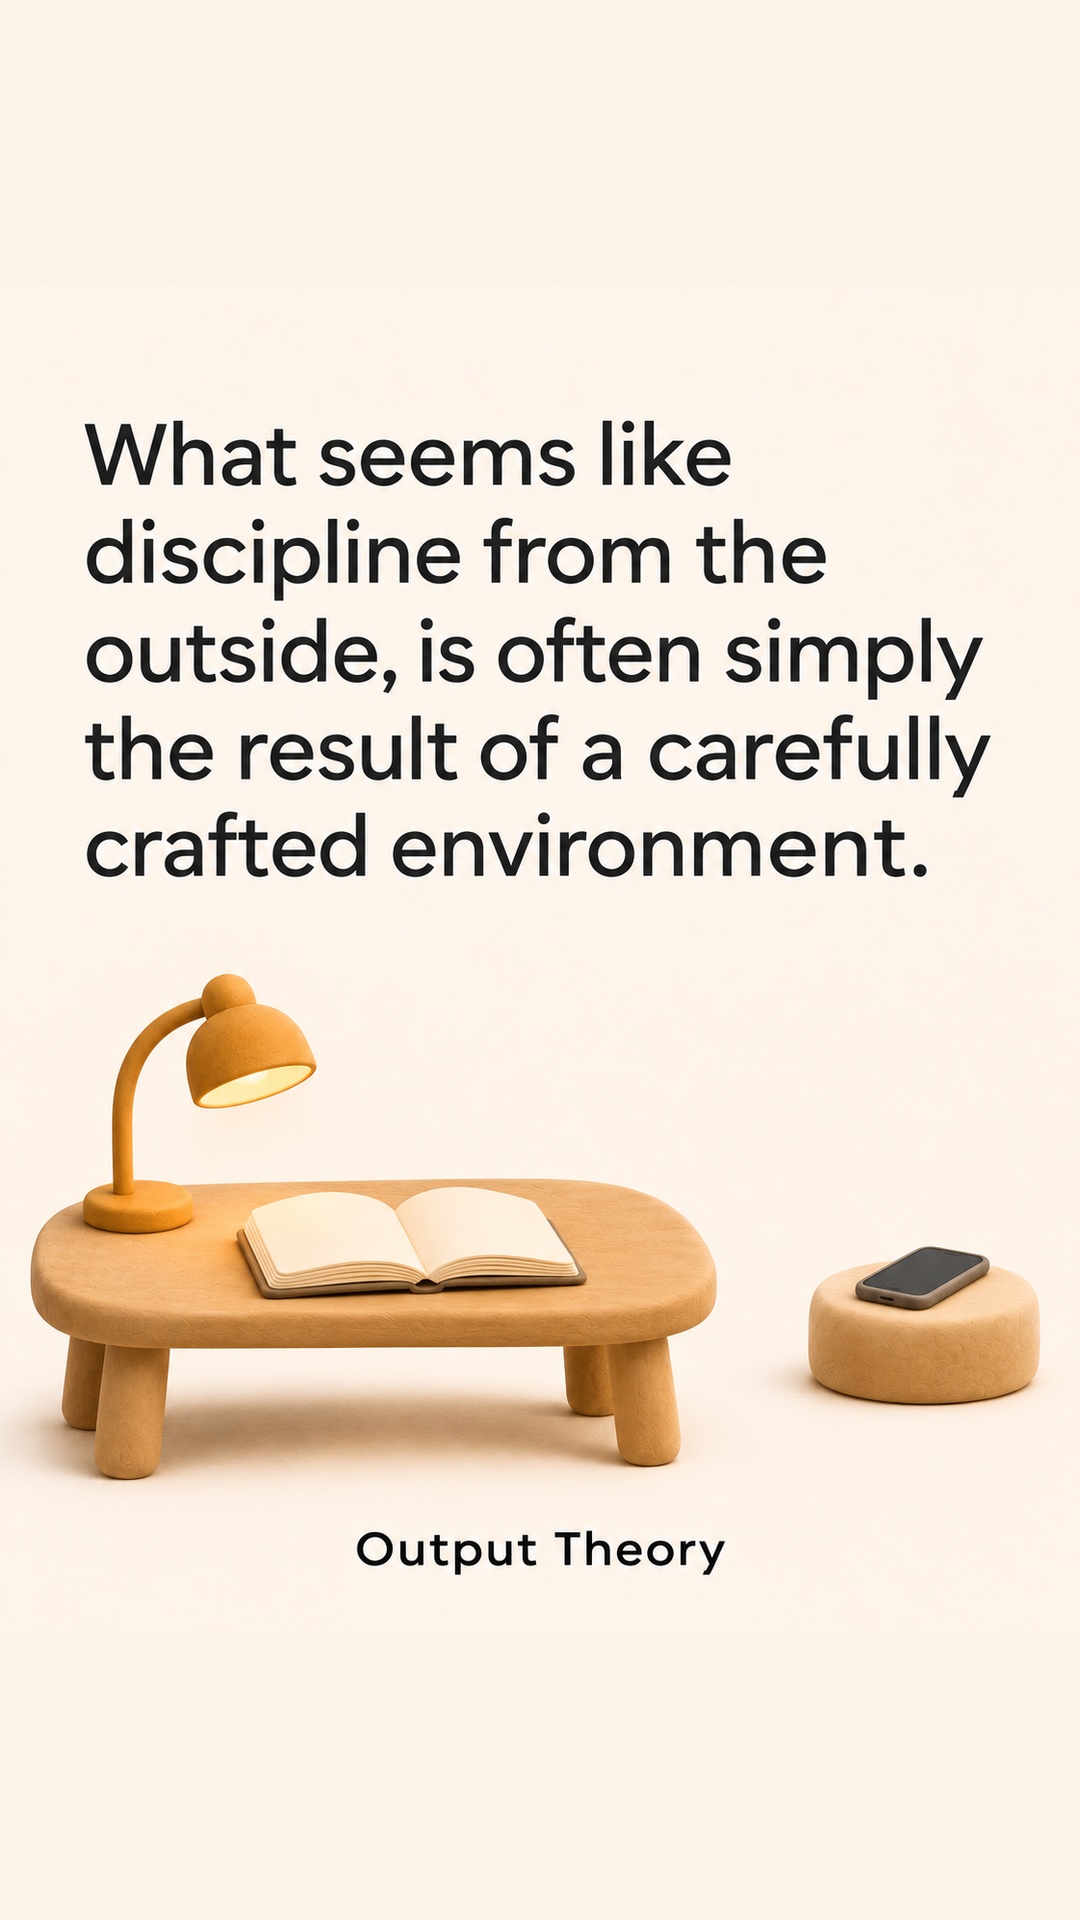 What seems like
discipline from the
outside, is often simply
the result of a carefully
crafted environment.
Output Theory